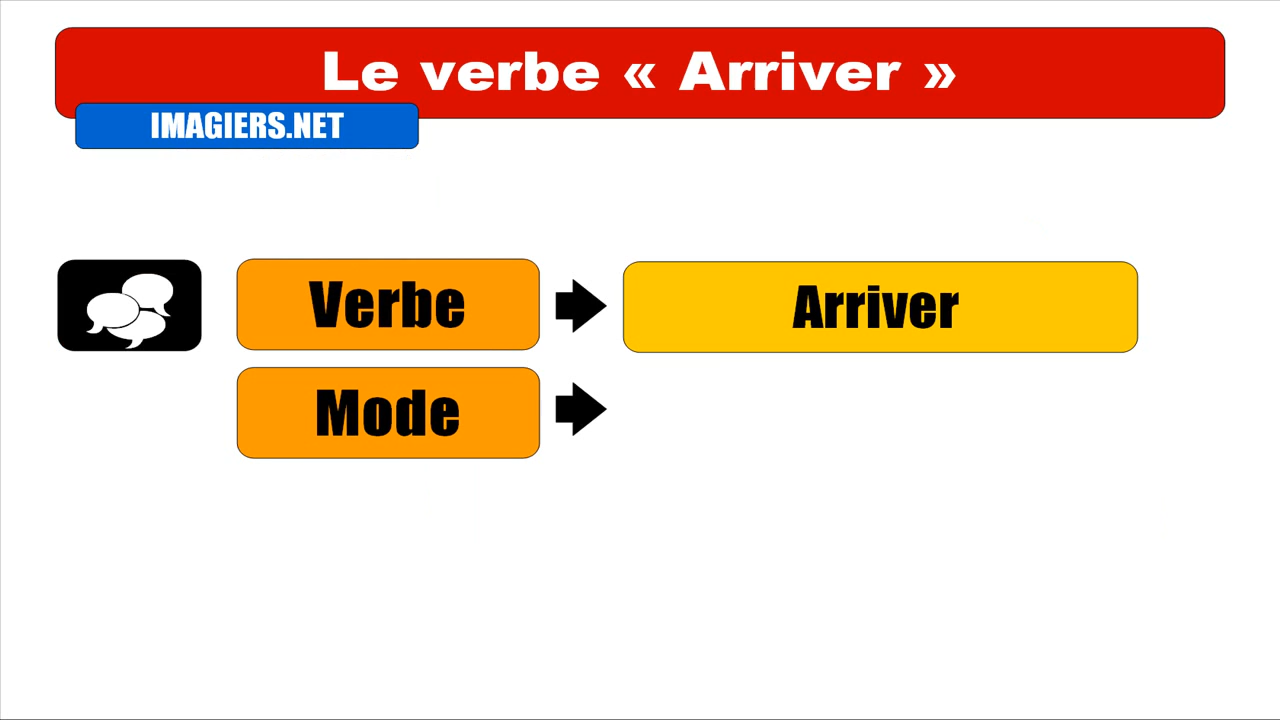 Le verbe « Arriver »
IMAGIERS.NET
Verbe
Arriver
Mode